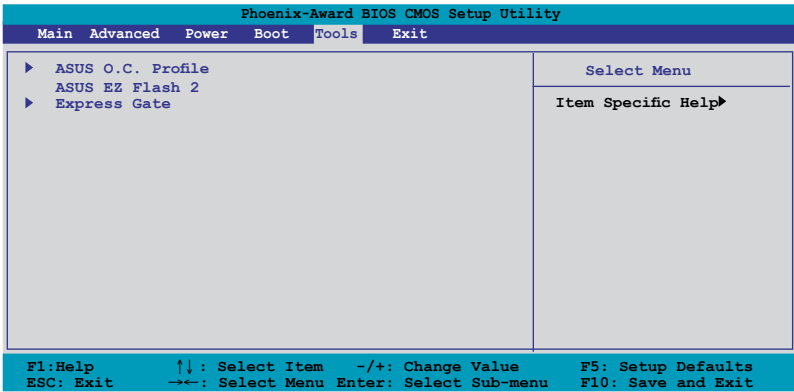 Phoenix-Award BIOS CMOS Setup Utility
Main Advanced Power Boot Tools Exit
ASUS O.C. Profile
ASUS EZ Flash 2
Express Gate
Select Menu
Item Specific Help
F1:Help ↑↓: Select Item -/+: Change Value F5: Setup Defaults
ESC: Exit →←: Select Menu Enter: Select Sub-menu F10: Save and Exit